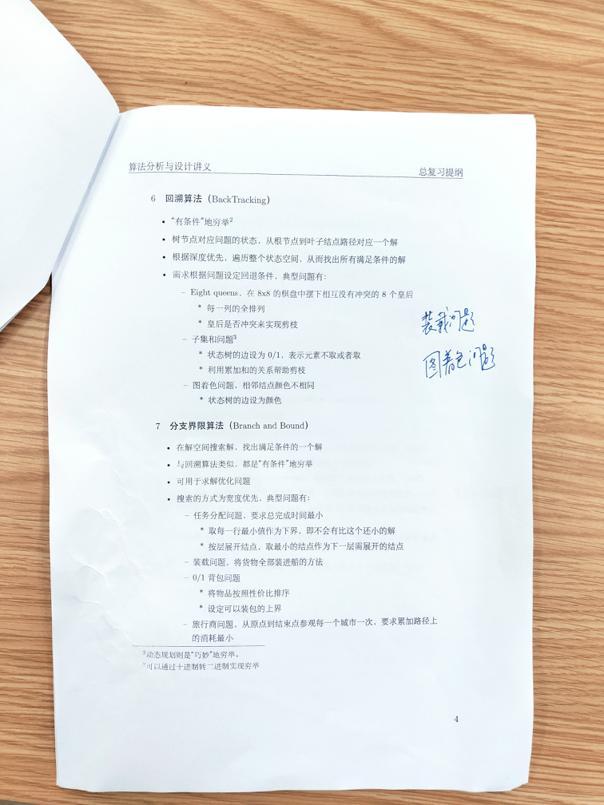 算法分析与设计讲义
总复习提纲
6 回溯算法（BackTracking）
• “有条件”地穷举2
• 树节点对应问题的状态，从根节点到叶子结点路径对应一个解
• 根据深度优先，遍历整个状态空间，从而找出所有满足条件的解
• 需求根据问题设定回退条件，典型问题有：
– Eight queens，在 8x8 的棋盘中摆下相互没有冲突的 8 个皇后
* 每一列的全排列
* 皇后是否冲突来实现剪枝
– 子集和问题3
* 状态树的边设为 0/1，表示元素不取或者取
* 利用累加和的关系帮助剪枝
– 图着色问题，相邻结点颜色不相同
* 状态树的边设为颜色
装载问题
图着色问题
7 分支界限算法（Branch and Bound）
• 在解空间搜索解，找出满足条件的一个解
• 与回溯算法类似，都是“有条件”地穷举
• 可用于求解优化问题
• 搜索的方式为宽度优先，典型问题有：
– 任务分配问题，要求总完成时间最小
* 取每一行最小值作为下界，即不会有比这个还小的解
* 按层展开结点，取最小的结点作为下一层需展开的结点
– 装载问题，将货物全部装进船的方法
– 0/1 背包问题
* 将物品按照性价比排序
* 设定可以装包的上界
– 旅行商问题，从原点到结束点参观每一个城市一次，要求累加路径上
的消耗最小
动态规划则是“巧妙”地穷举。
可以通过十进制转二进制实现穷举
4